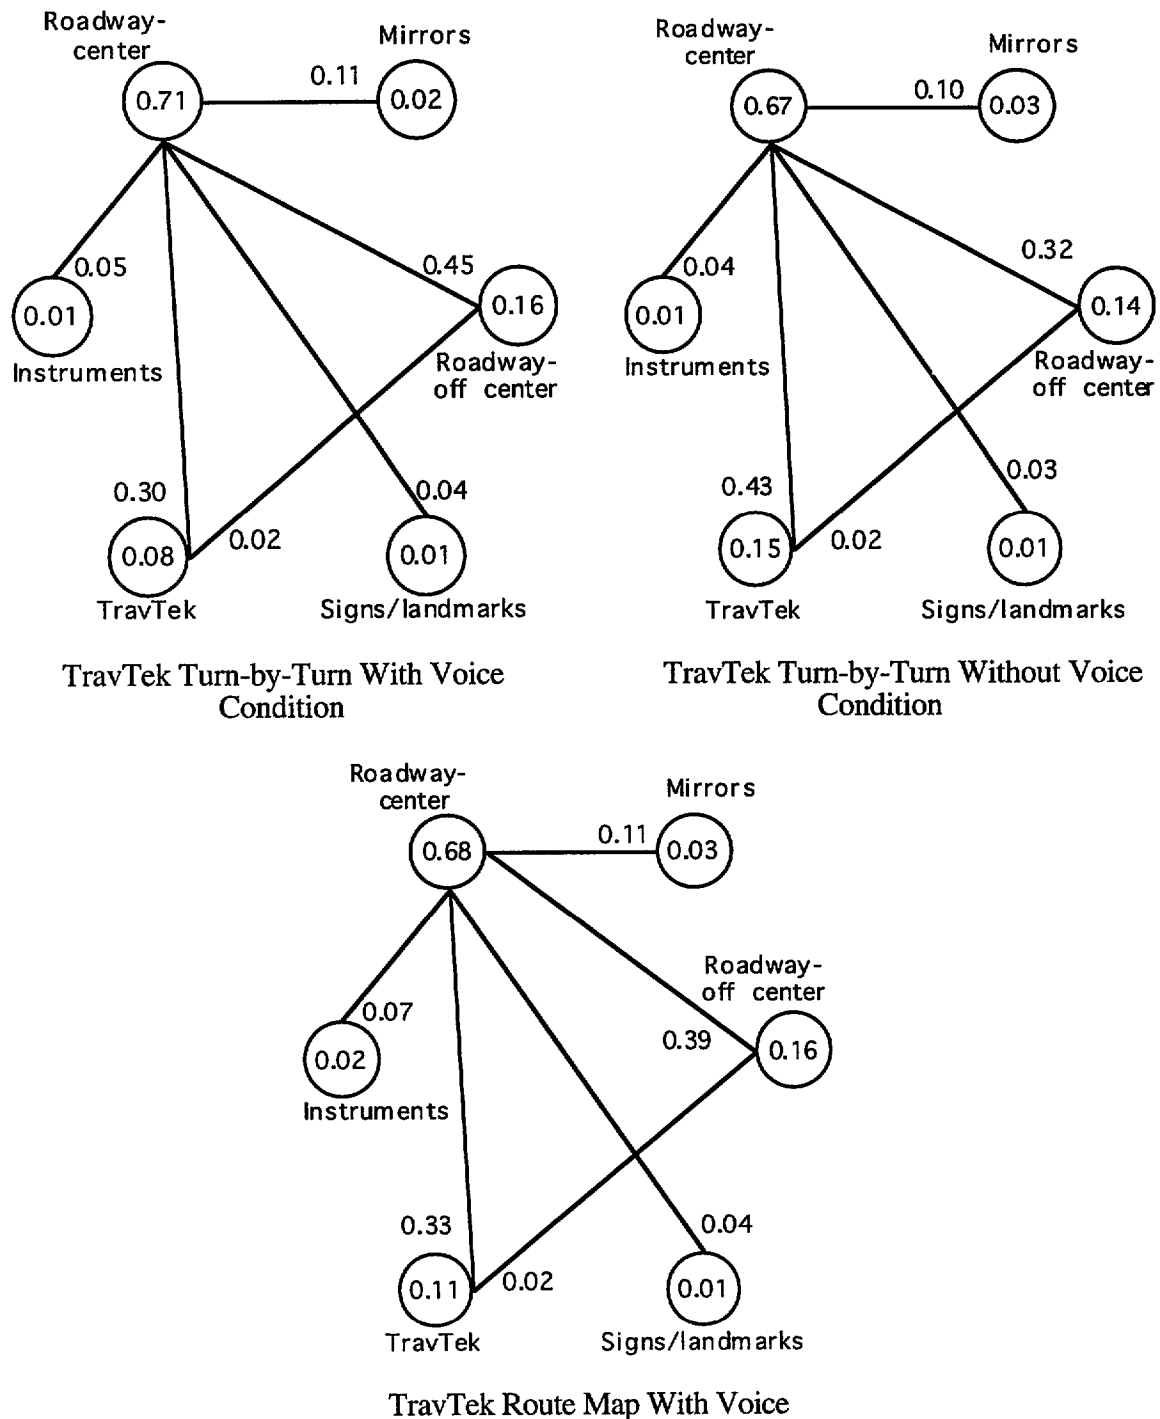 Roadway-
center
Mirrors
0.71
0.11
0.02
0.05
0.45
0.01
0.16
Instruments
Roadway-
off center
0.30
0.04
0.08
0.02
0.01
TravTek
Signs/landmarks
TravTek Turn-by-Turn With Voice
Condition
Roadway-
center
Mirrors
0.67
0.10
0.03
0.04
0.32
0.01
0.14
Instruments
Roadway-
off center
0.43
0.03
0.15
0.02
0.01
TravTek
Signs/landmarks
TravTek Turn-by-Turn Without Voice
Condition
Roadway-
center
Mirrors
0.68
0.11
0.03
Roadway-
off center
0.07
0.39
0.16
0.02
Instruments
0.33
0.04
0.11
0.02
0.01
TravTek
Signs/landmarks
TravTek Route Map With Voice